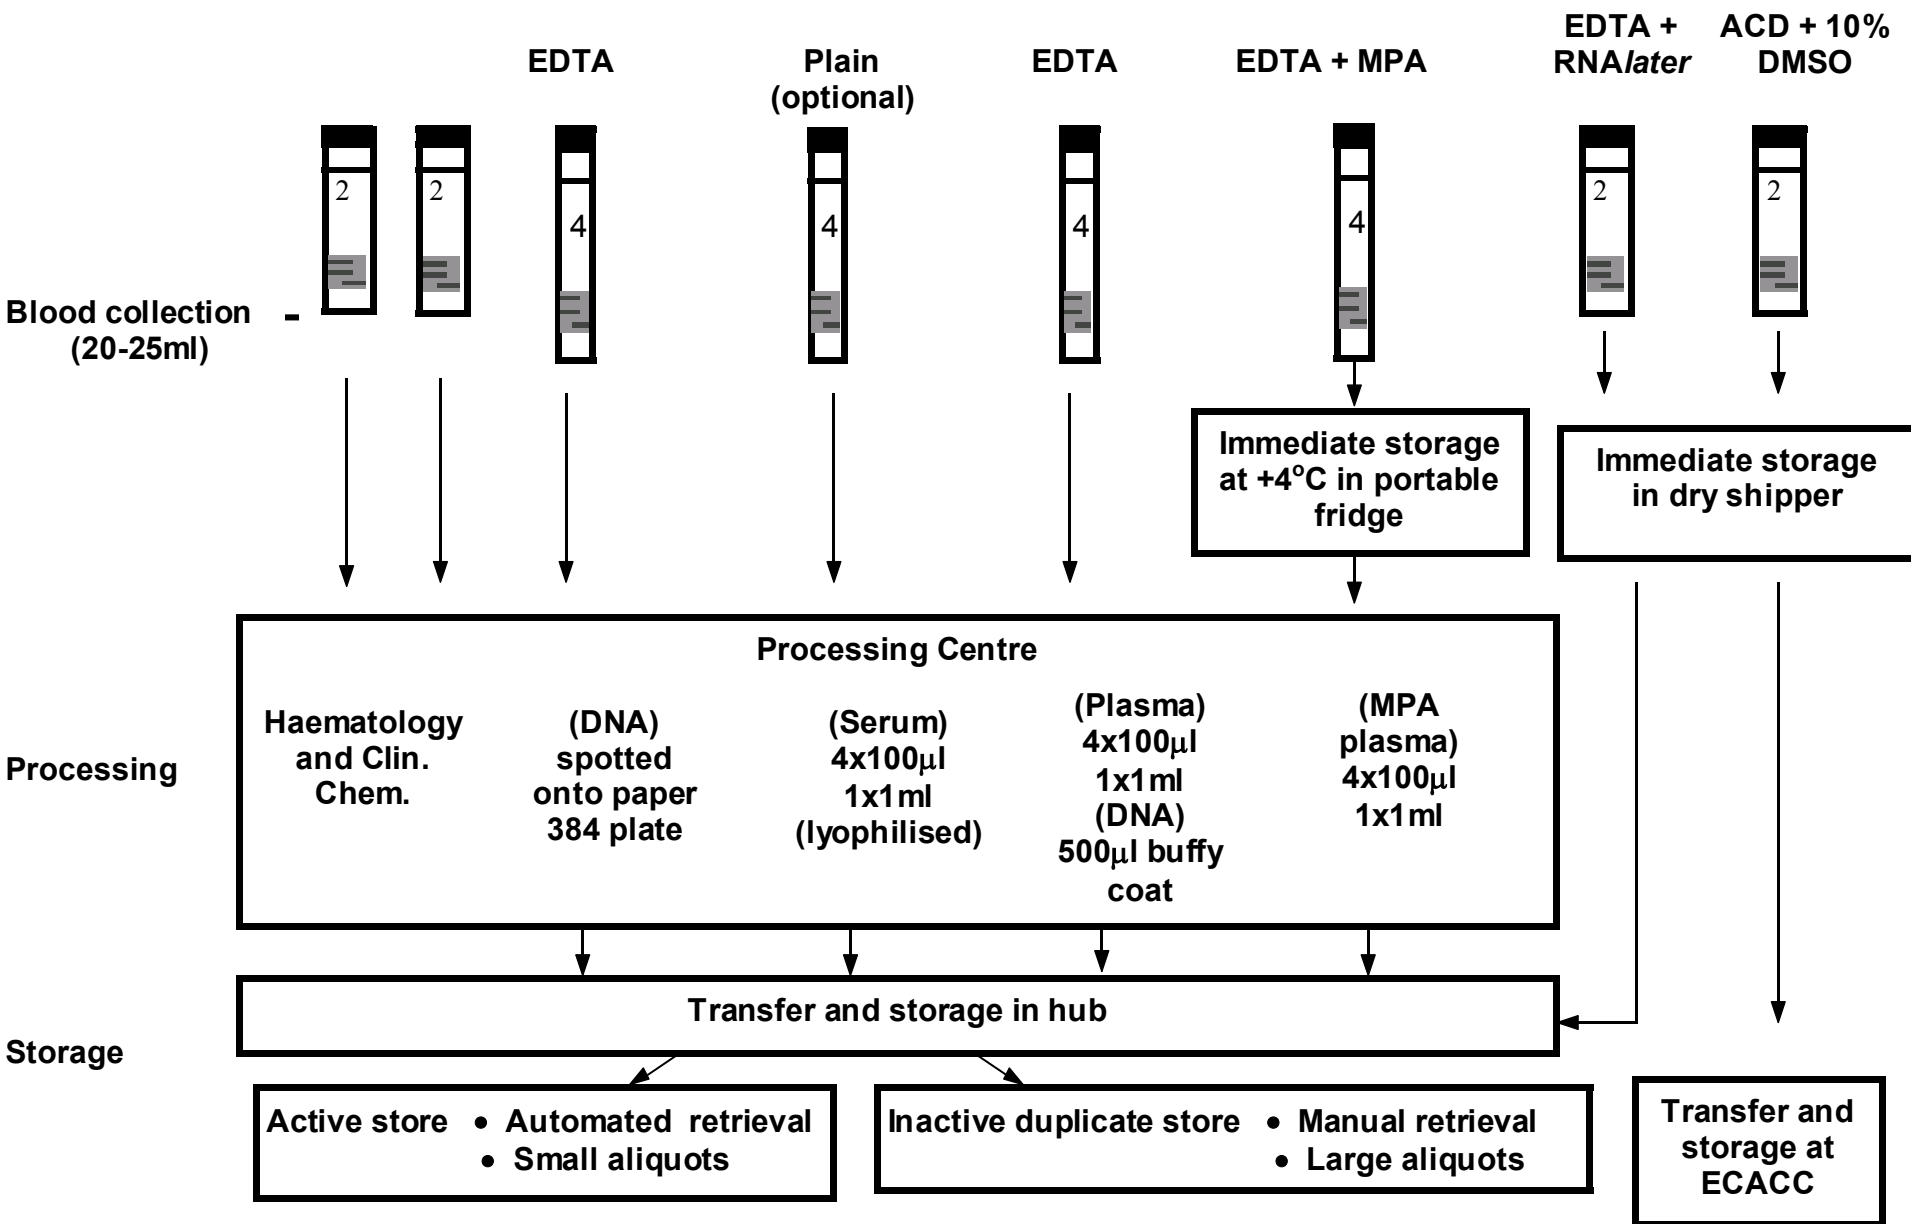 EDTA
Plain
(optional)
EDTA
EDTA + MPA
EDTA +
RNAlater
ACD + 10%
DMSO
2
2
4
4
4
4
2
2
Blood collection -
(20-25ml)
Immediate storage
at +4°C in portable
fridge
Immediate storage
in dry shipper
Processing
Processing Centre
Haematology
and Clin.
Chem.
(DNA)
spotted
onto paper
384 plate
(Serum)
4x100µl
1x1ml
(lyophilised)
(Plasma)
4x100µl
1x1ml
(DNA)
500µl buffy
coat
(MPA
plasma)
4x100µl
1x1ml
Storage
Transfer and storage in hub
Active store • Automated retrieval
• Small aliquots
Inactive duplicate store • Manual retrieval
• Large aliquots
Transfer and
storage at
ECACC